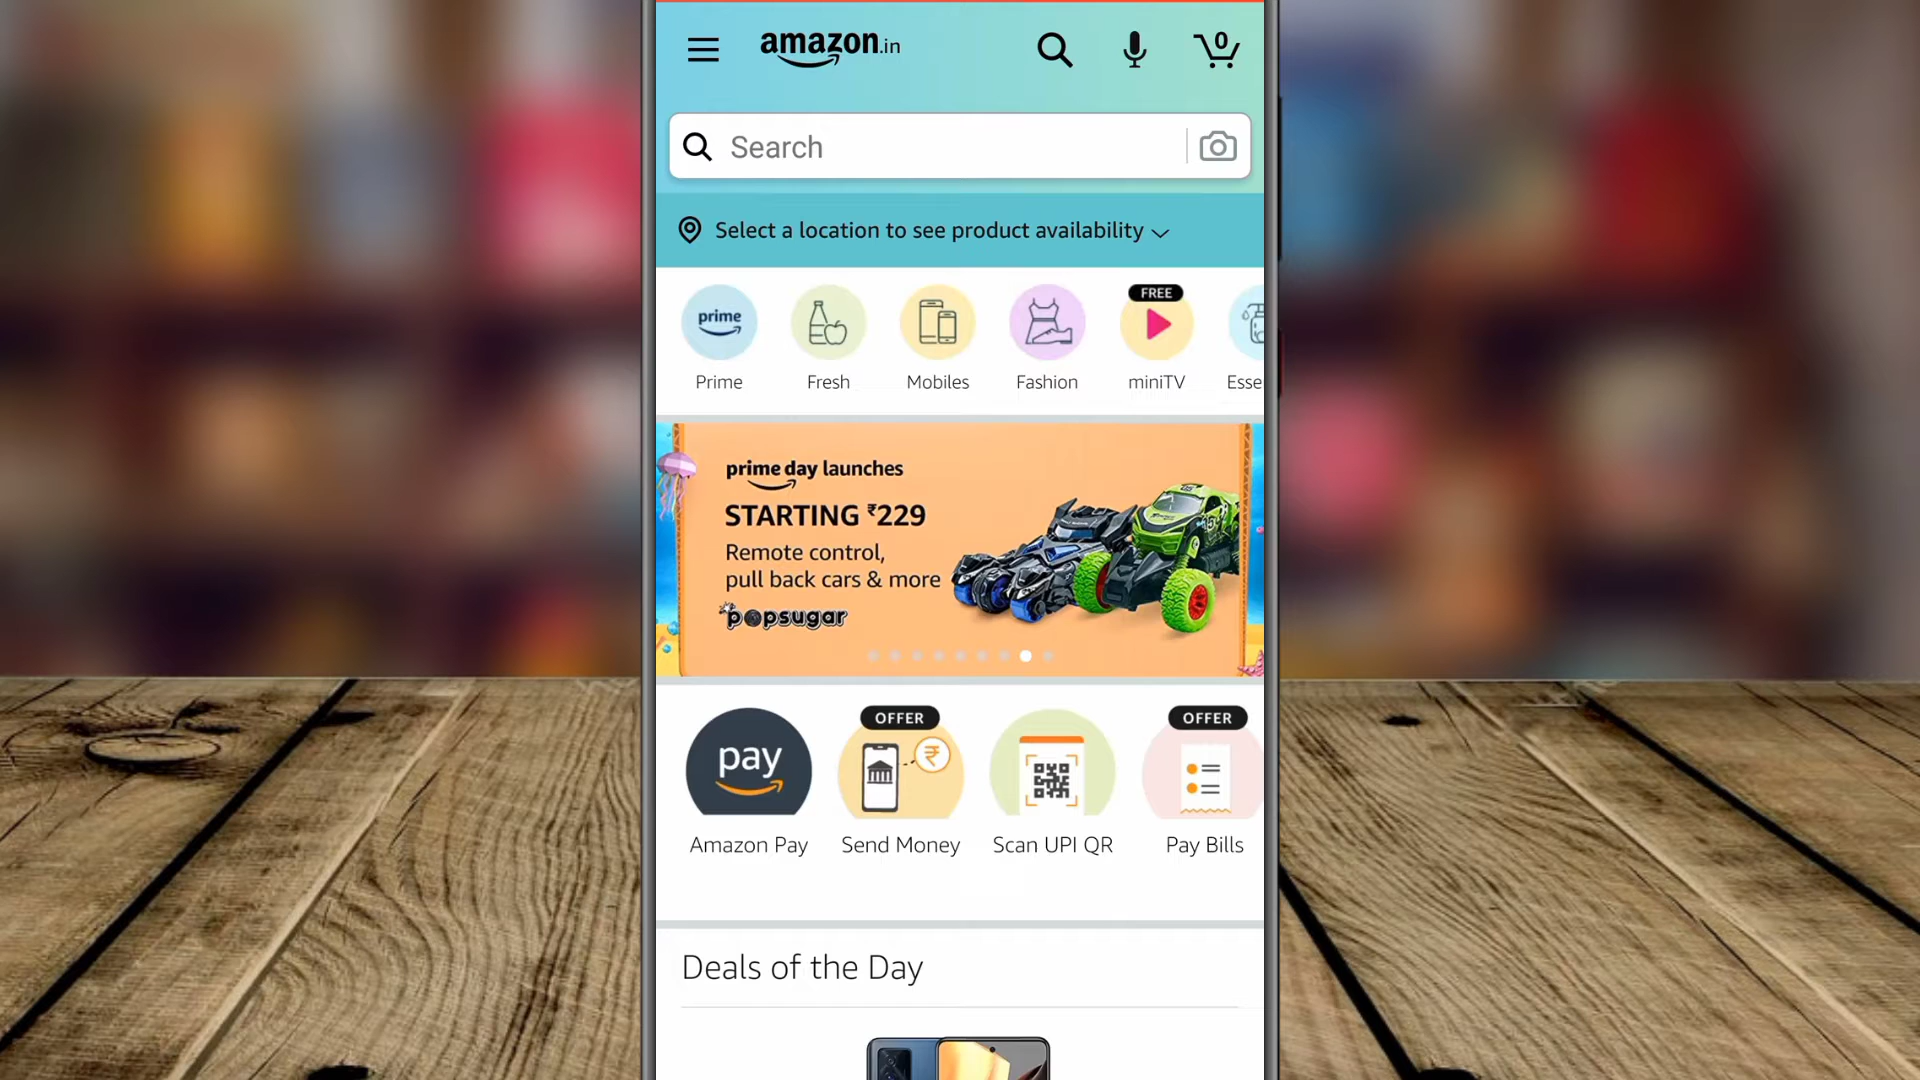 amazon.in
0
Search
Select a location to see product availability
prime
FREE
Prime
Fresh
Mobiles
Fashion
miniTV
Esse
prime day launches
STARTING ₹229
Remote control,
pull back cars & more
popsugar
pay
OFFER
₹
OFFER
Amazon Pay
Send Money
Scan UPI QR
Pay Bills
Deals of the Day